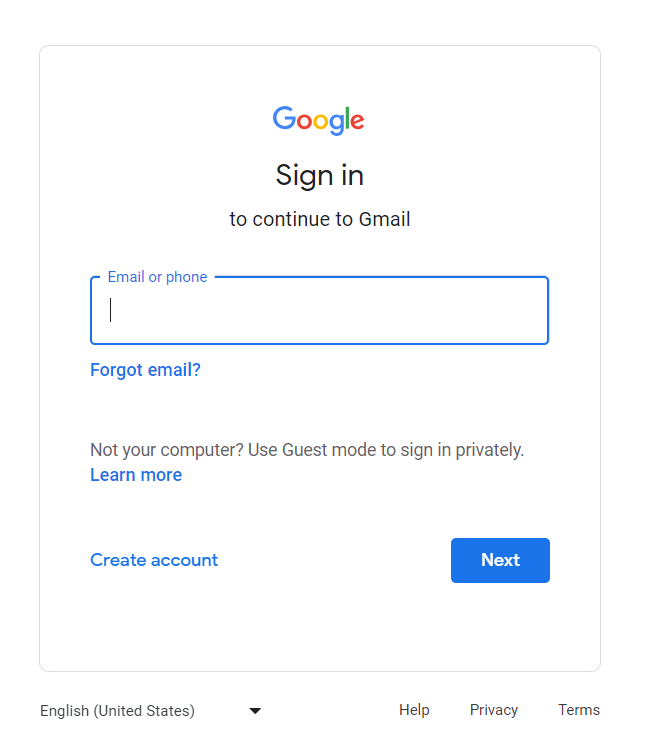 Google
Sign in
to continue to Gmail
Email or phone
Forgot email?
Not your computer? Use Guest mode to sign in privately.
Learn more
Create account
Next
English (United States)
Help
Privacy
Terms